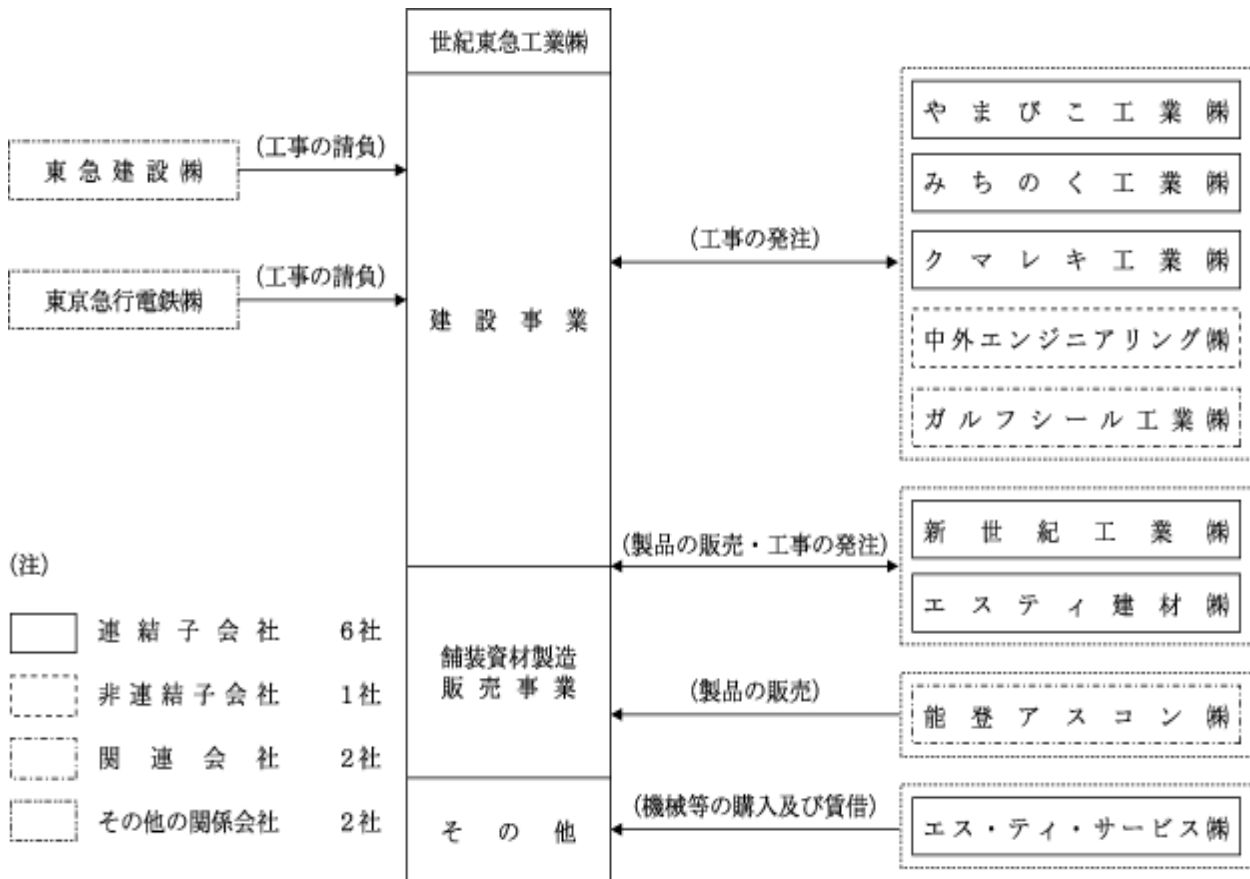 世紀東急工業㈱
東急建設㈱
(工事の請負)
東京急行電鉄㈱
(工事の請負)
建設事業
(工事の発注)
やまびこ工業㈱
みちのく工業㈱
クマレキ工業㈱
中外エンジニアリング㈱
ガルフシール工業㈱
(製品の販売・工事の発注)
新世紀工業㈱
エスティ建材㈱
舗装資材製造
販売事業
(製品の販売)
能登アスコン㈱
その他
(機械等の購入及び賃借)
エス・ティ・サービス㈱
(注)
連結子会社 6社
非連結子会社 1社
関連会社 2社
その他の関係会社 2社